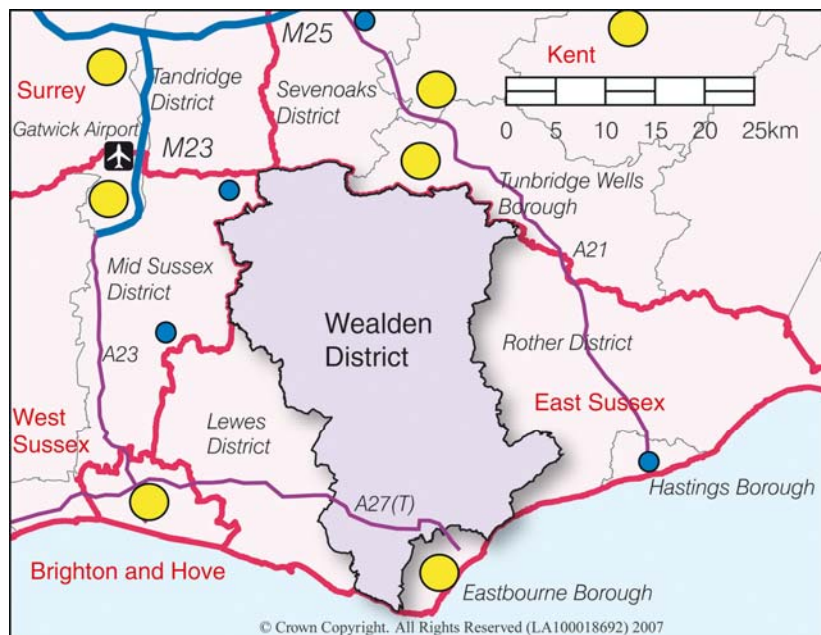 M25
Kent
Surrey
Tandridge
District
Sevenoaks
District
Gatwick Airport
M23
0 5 10 15 20 25km
Tunbridge Wells
Borough
A21
Mid Sussex
District
A23
Wealden
District
Rother District
West
Sussex
Lewes
District
East Sussex
Hastings Borough
A27(T)
Brighton and Hove
Eastbourne Borough
© Crown Copyright. All Rights Reserved (LA100018692) 2007